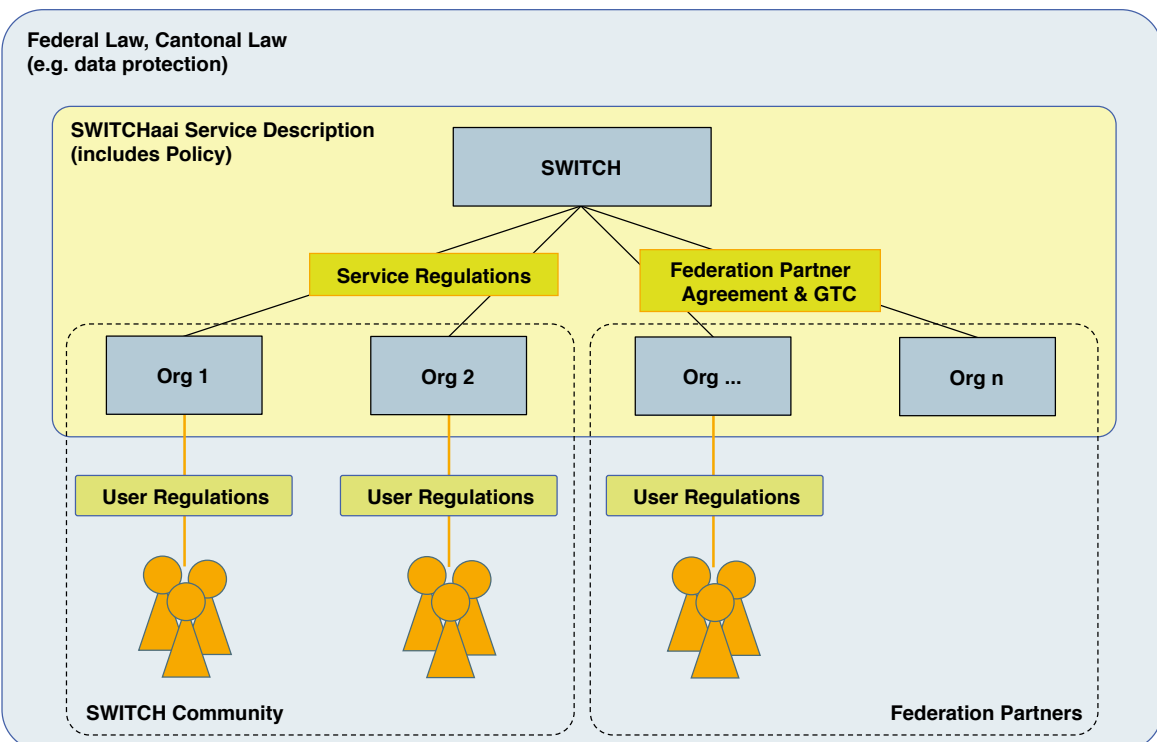 Federal Law, Cantonal Law
(e.g. data protection)
SWITCHaai Service Description
(includes Policy)
SWITCH
Service Regulations
Federation Partner
Agreement & GTC
Org 1
Org 2
Org ...
Org n
User Regulations
User Regulations
User Regulations
SWITCH Community
Federation Partners